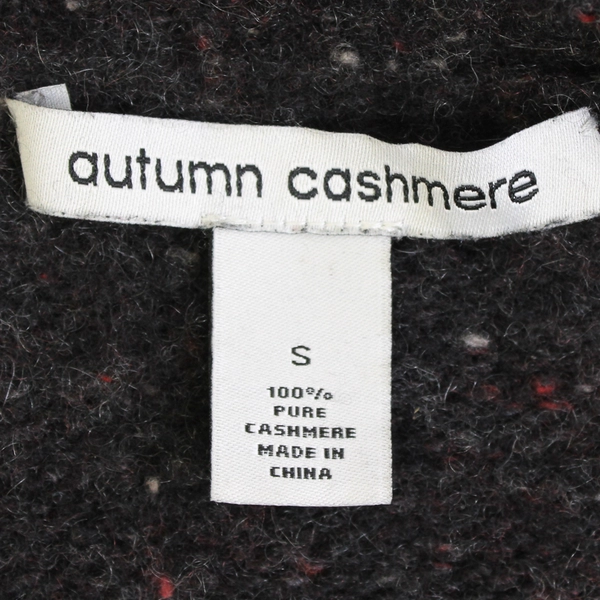 autumn cashmere
S
100%
PURE
CASHMERE
MADE IN
CHINA